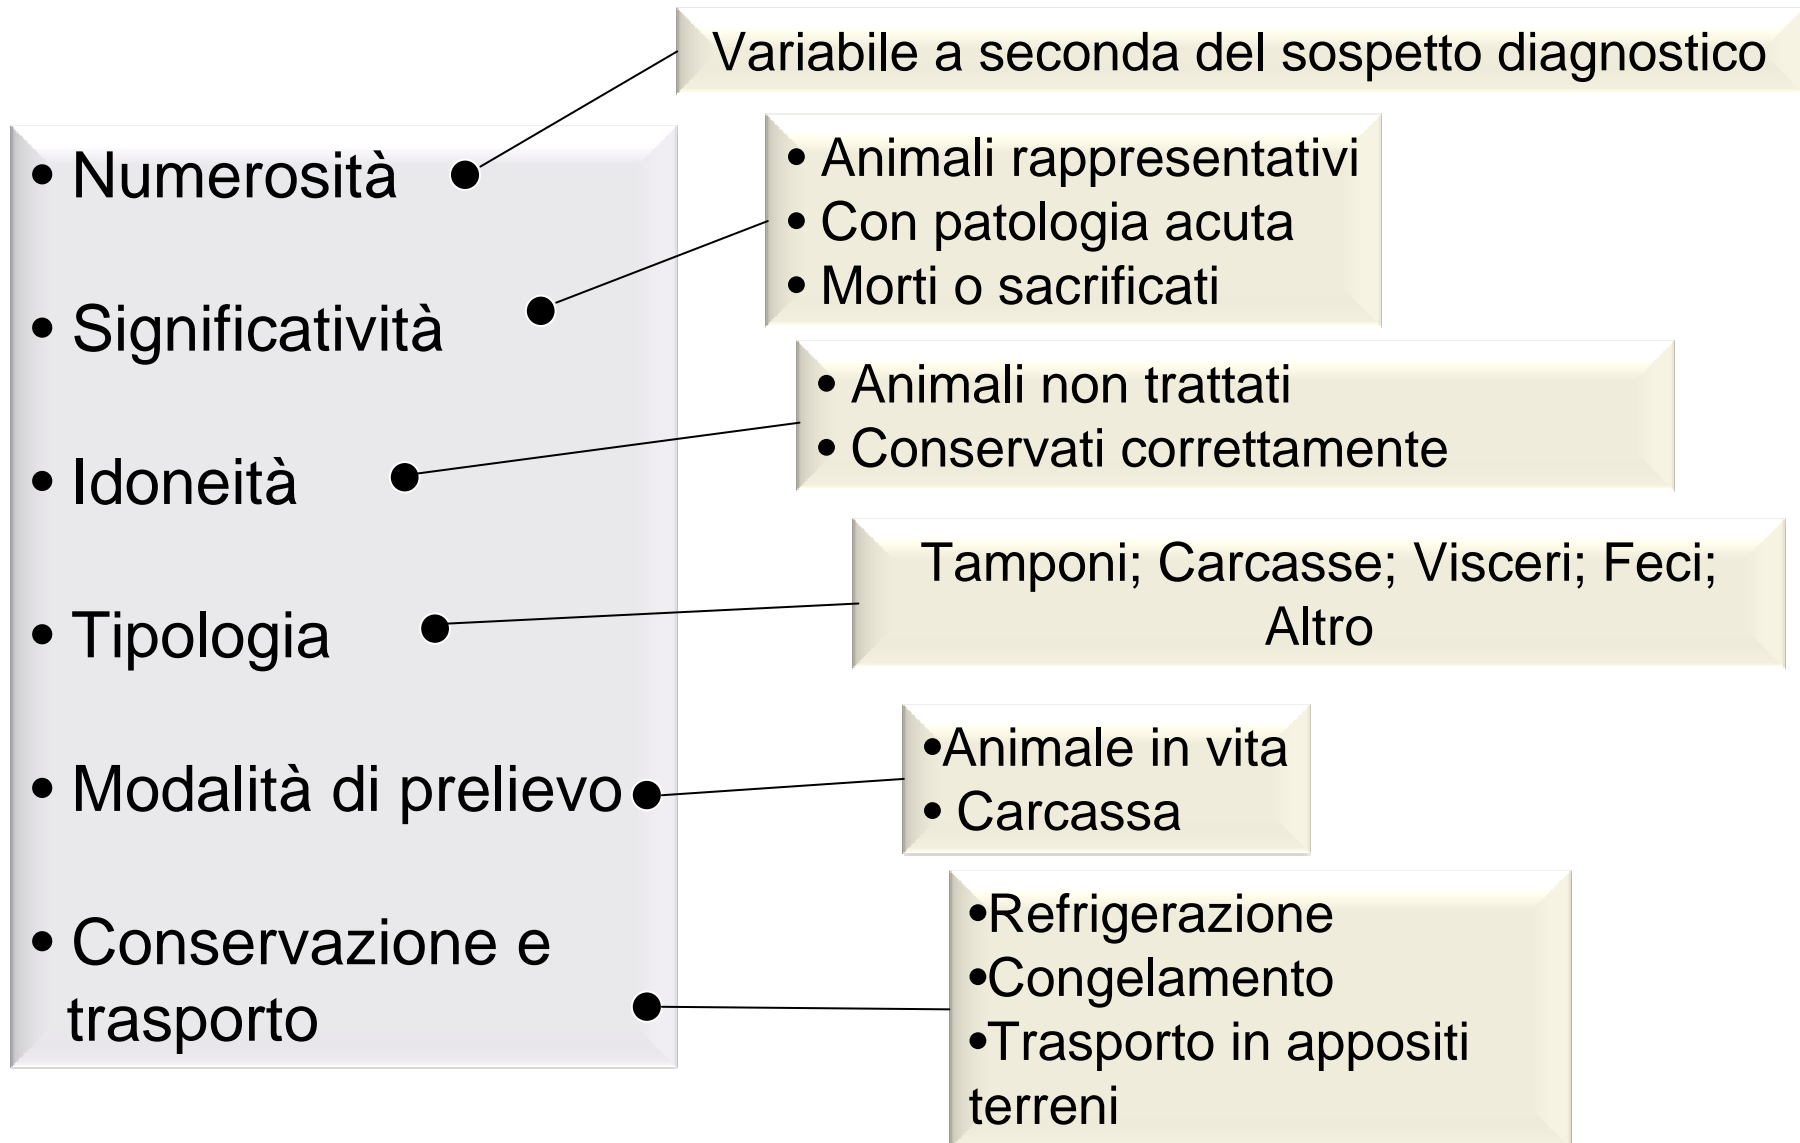 Variabile a seconda del sospetto diagnostico
• Numerosità
• Animali rappresentativi
• Con patologia acuta
• Morti o sacrificati
• Significatività
• Animali non trattati
• Conservati correttamente
• Idoneità
Tamponi; Carcasse; Visceri; Feci;
Altro
• Tipologia
•Animale in vita
• Carcassa
• Modalità di prelievo
•Refrigerazione
•Congelamento
•Trasporto in appositi
terreni
• Conservazione e
trasporto